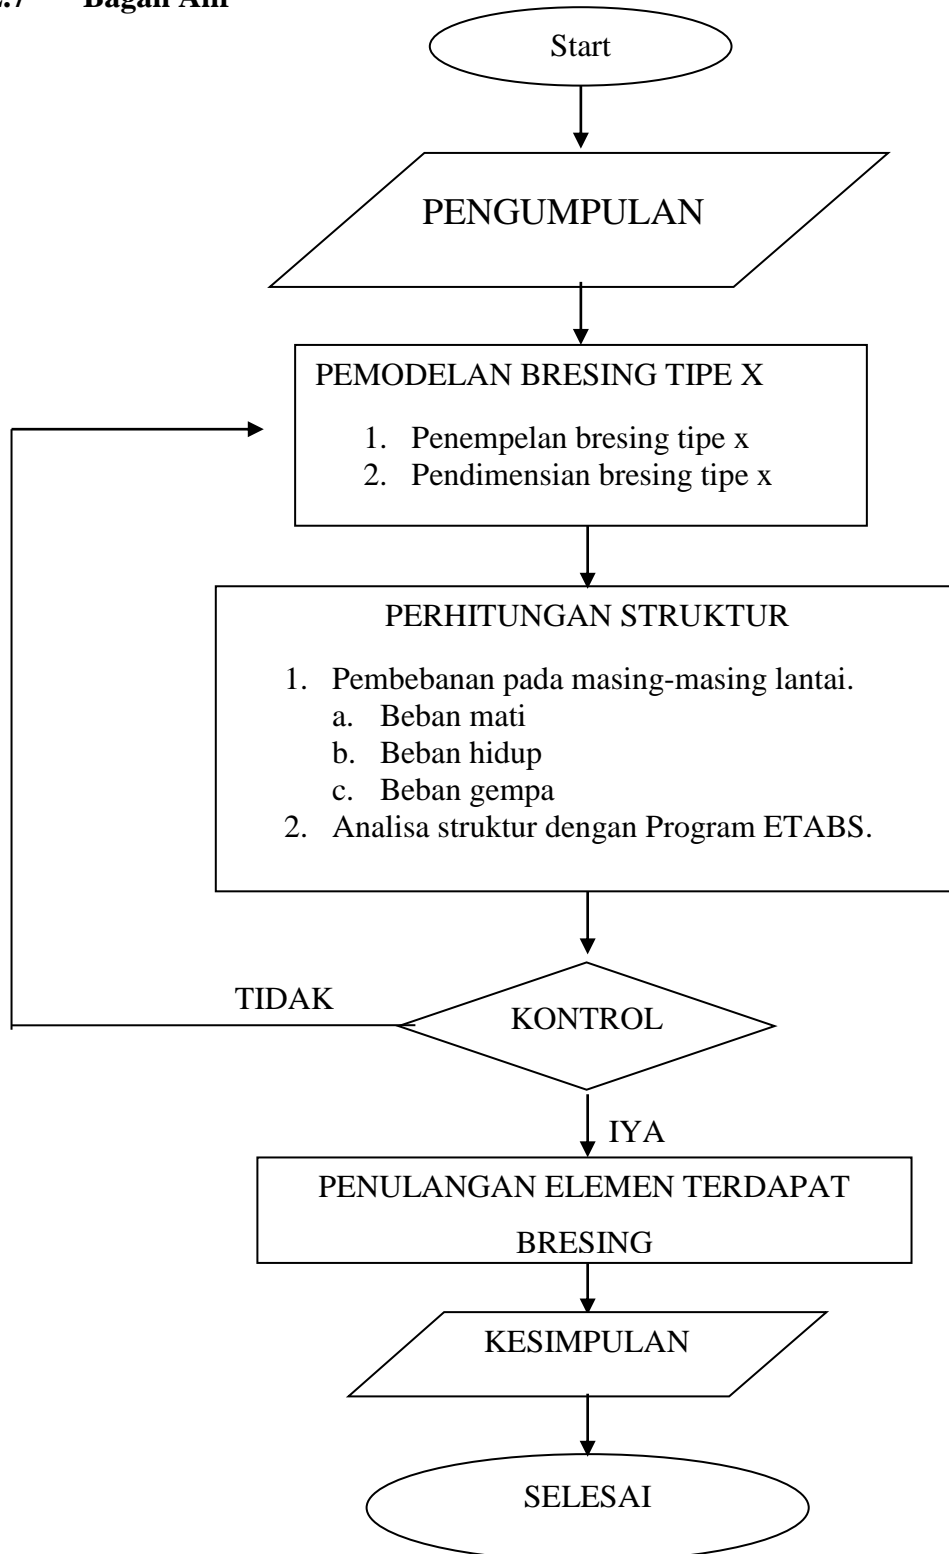 Bagan Alir
Start
PENGUMPULAN
PEMODELAN BRESING TIPE X
1. Penempelan bresing tipe x
2. Pendimensian bresing tipe x
PERHITUNGAN STRUKTUR
1. Pembebanan pada masing-masing lantai.
a. Beban mati
b. Beban hidup
c. Beban gempa
2. Analisa struktur dengan Program ETABS.
TIDAK
KONTROL
IYA
PENULANGAN ELEMEN TERDAPAT
BRESING
KESIMPULAN
SELESAI